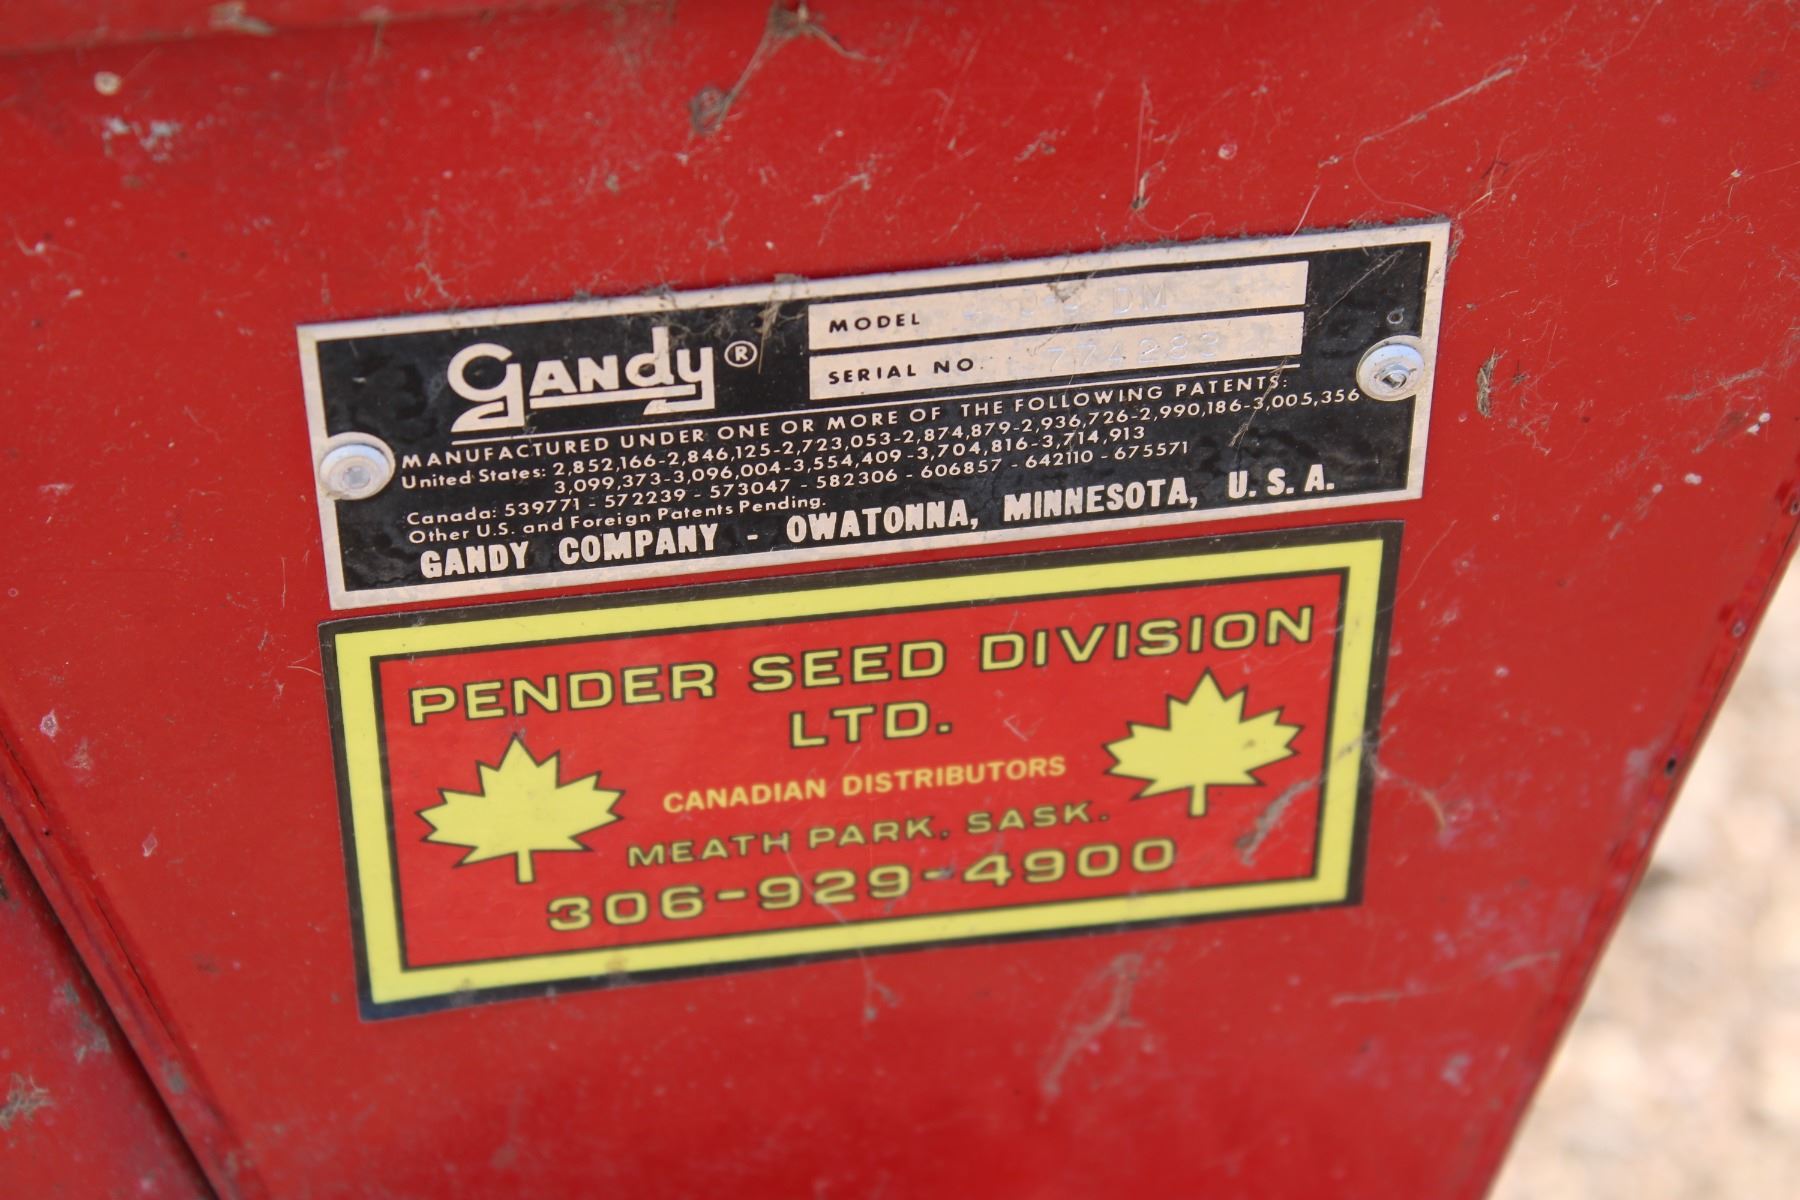 Gandy®
MODEL DM
SERIAL NO. 774283
MANUFACTURED UNDER ONE OR MORE OF THE FOLLOWING PATENTS:
United States: 2,852,166-2,846,125-2,723,053-2,874,879-2,936,726-2,990,186-3,005,356
3,099,373-3,096,004-3,554,409-3,704,816-3,714,913
Canada: 539771 - 572239 - 573047 - 582306 - 606857 - 642110 - 675571
Other U.S. and Foreign Patents Pending.
GANDY COMPANY - OWATONNA, MINNESOTA, U.S.A.
PENDER SEED DIVISION
LTD.
CANADIAN DISTRIBUTORS
MEATH PARK, SASK.
306-929-4900